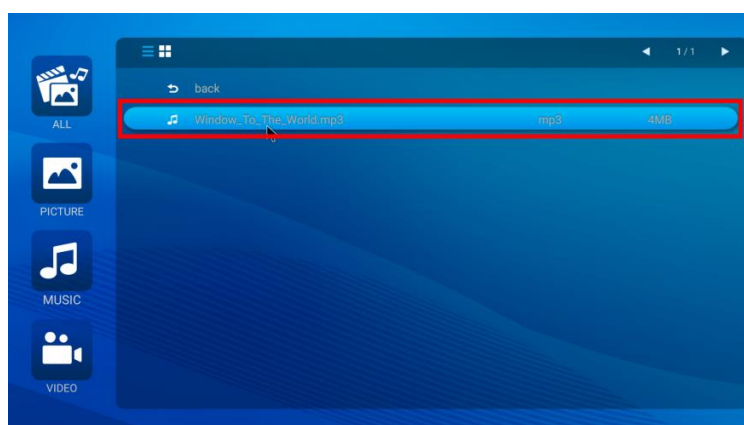 1/1
back
Window_To_The_World.mp3 mp3 4MB
ALL
PICTURE
MUSIC
VIDEO